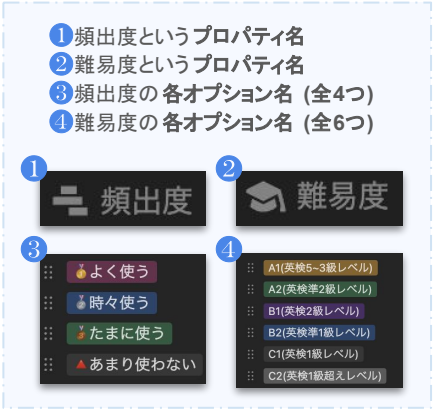 ❶頻出度というプロパティ名
❷難易度というプロパティ名
❸頻出度の各オプション名 (全4つ)
❹難易度の各オプション名 (全6つ)
❶
頻出度
❷
難易度
❸
🥇よく使う
🥈時々使う
🥉たまに使う
🔺あまり使わない
❹
A1(英検5~3級レベル)
A2(英検準2級レベル)
B1(英検2級レベル)
B2(英検準1級レベル)
C1(英検1級レベル)
C2(英検1級超えレベル)